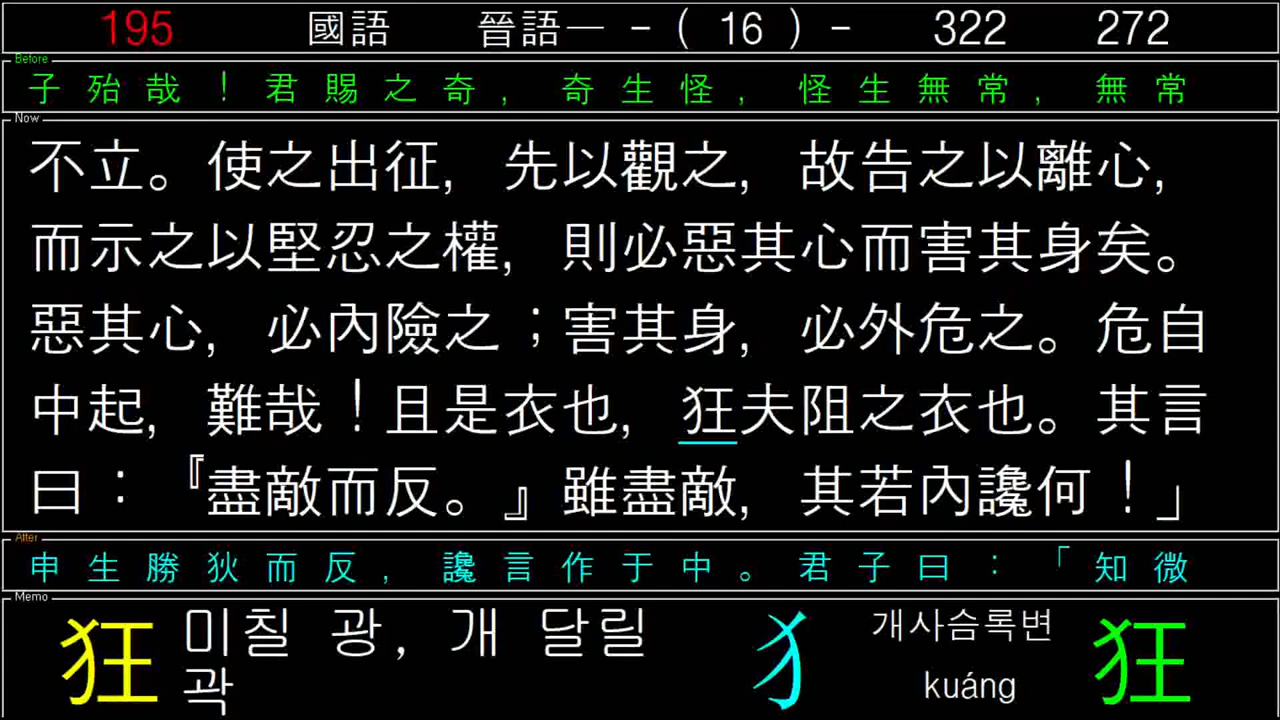 195 國語 晉語一 - ( 16 ) - 322 272
Before
子殆哉！君賜之奇，奇生怪，怪生無常，無常
Now
不立。使之出征，先以觀之，故告之以離心，
而示之以堅忍之權，則必惡其心而害其身矣。
惡其心，必內險之；害其身，必外危之。危自
中起，難哉！且是衣也，狂夫阻之衣也。其言
曰：『盡敵而反。』雖盡敵，其若內讒何！」
After
申生勝狄而反，讒言作于中。君子曰：「知微
Memo
狂 미칠 광, 개 달릴 곽 犭 개사슴록변 kuáng 狂